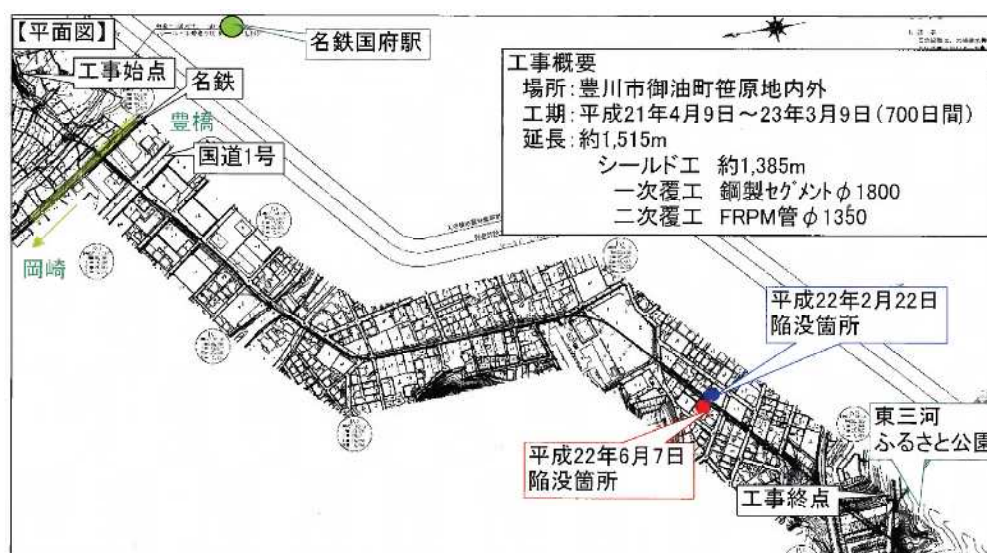 【平面図】
名鉄国府駅
工事始点
名鉄
豊橋
国道1号
岡崎
工事概要
場所:豊川市御油町笹原地内外
工期:平成21年4月9日～23年3月9日(700日間)
延長:約1,515m
シールドエ 約1,385m
一次覆工 鋼製セグメントφ1800
二次覆工 FRPM管φ1350
平成22年2月22日
陥没箇所
平成22年6月7日
陥没箇所
東三河
ふるさと公園
工事終点